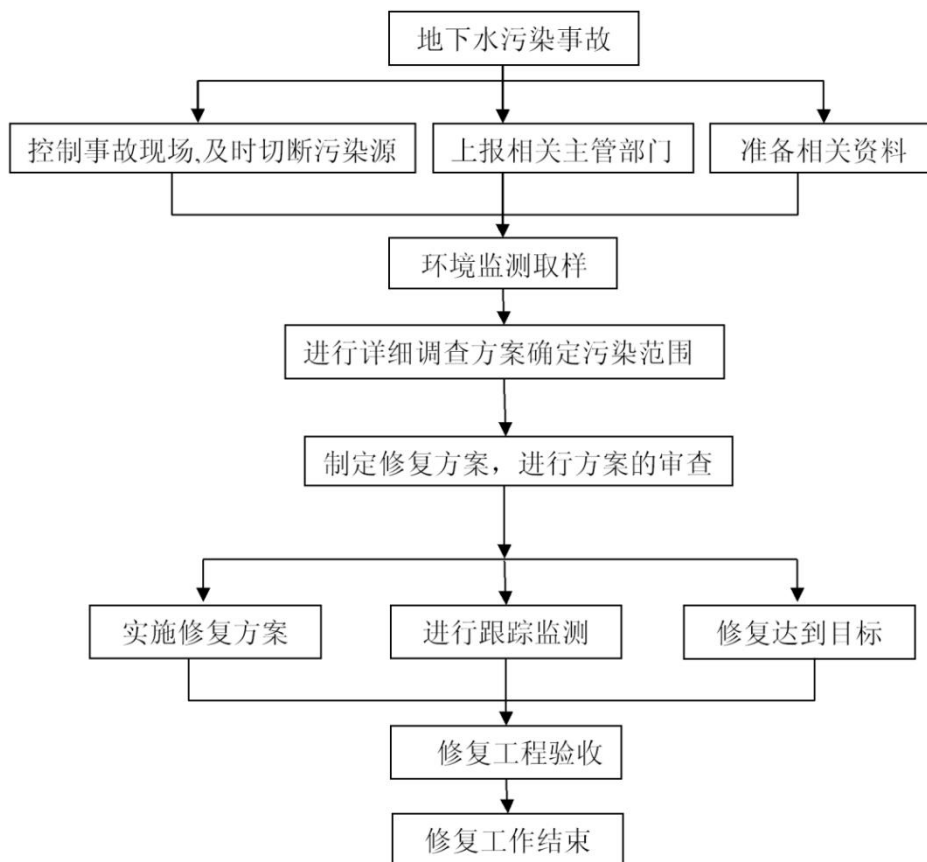 地下水污染事故
控制事故现场,及时切断污染源
上报相关主管部门
准备相关资料
环境监测取样
进行详细调查方案确定污染范围
制定修复方案，进行方案的审查
实施修复方案
进行跟踪监测
修复达到目标
修复工程验收
修复工作结束